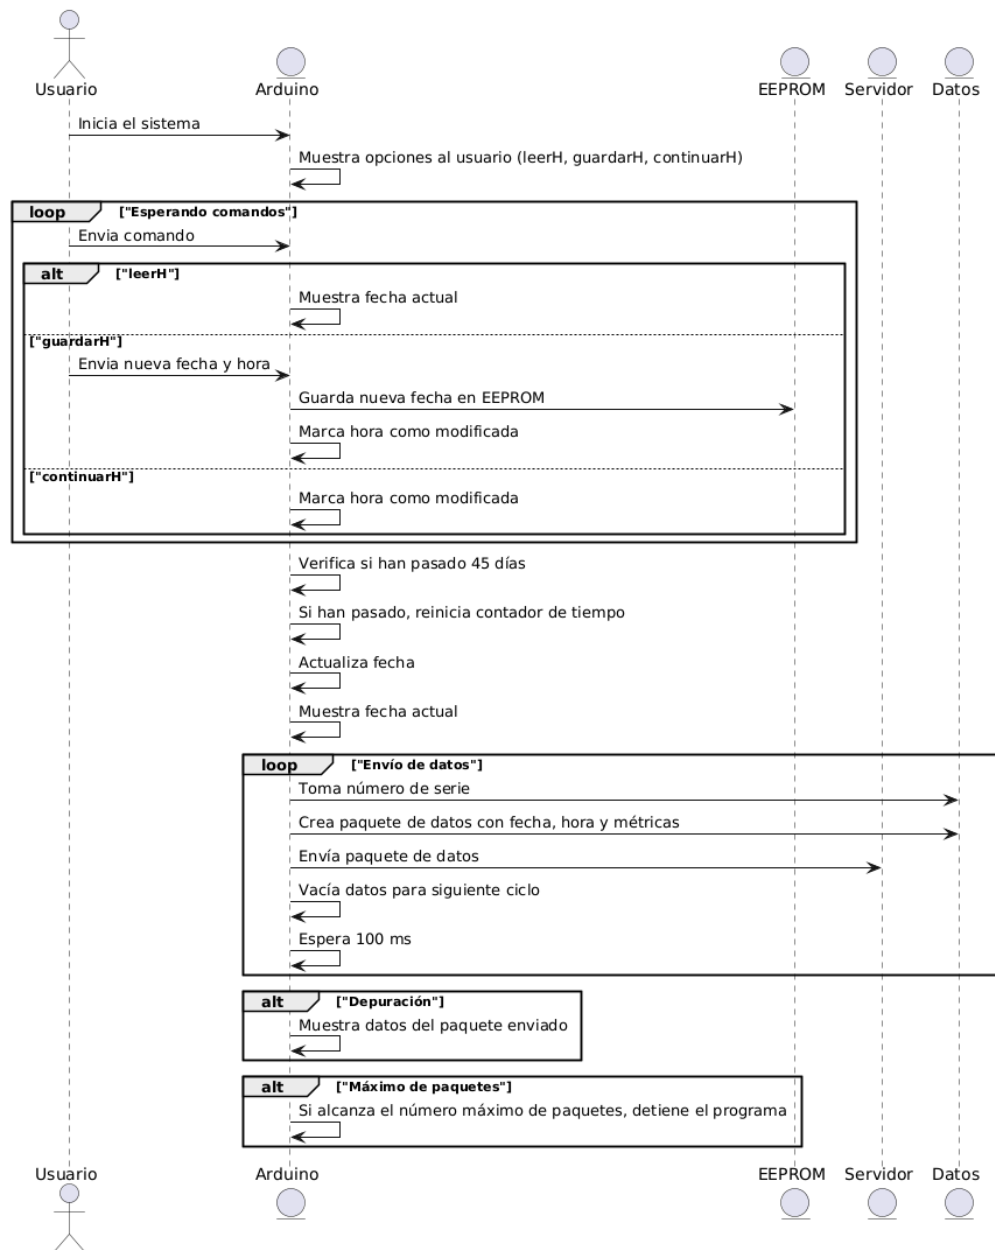 Usuario
Arduino
EEPROM
Servidor
Datos
Inicia el sistema
Muestra opciones al usuario (leerH, guardarH, continuarH)
loop ["Esperando comandos"]
Envia comando
alt ["leerH"]
Muestra fecha actual
["guardarH"]
Envia nueva fecha y hora
Guarda nueva fecha en EEPROM
Marca hora como modificada
["continuarH"]
Marca hora como modificada
Verifica si han pasado 45 días
Si han pasado, reinicia contador de tiempo
Actualiza fecha
Muestra fecha actual
loop ["Envío de datos"]
Toma número de serie
Crea paquete de datos con fecha, hora y métricas
Envía paquete de datos
Vacía datos para siguiente ciclo
Espera 100 ms
alt ["Depuración"]
Muestra datos del paquete enviado
alt ["Máximo de paquetes"]
Si alcanza el número máximo de paquetes, detiene el programa
Usuario
Arduino
EEPROM
Servidor
Datos